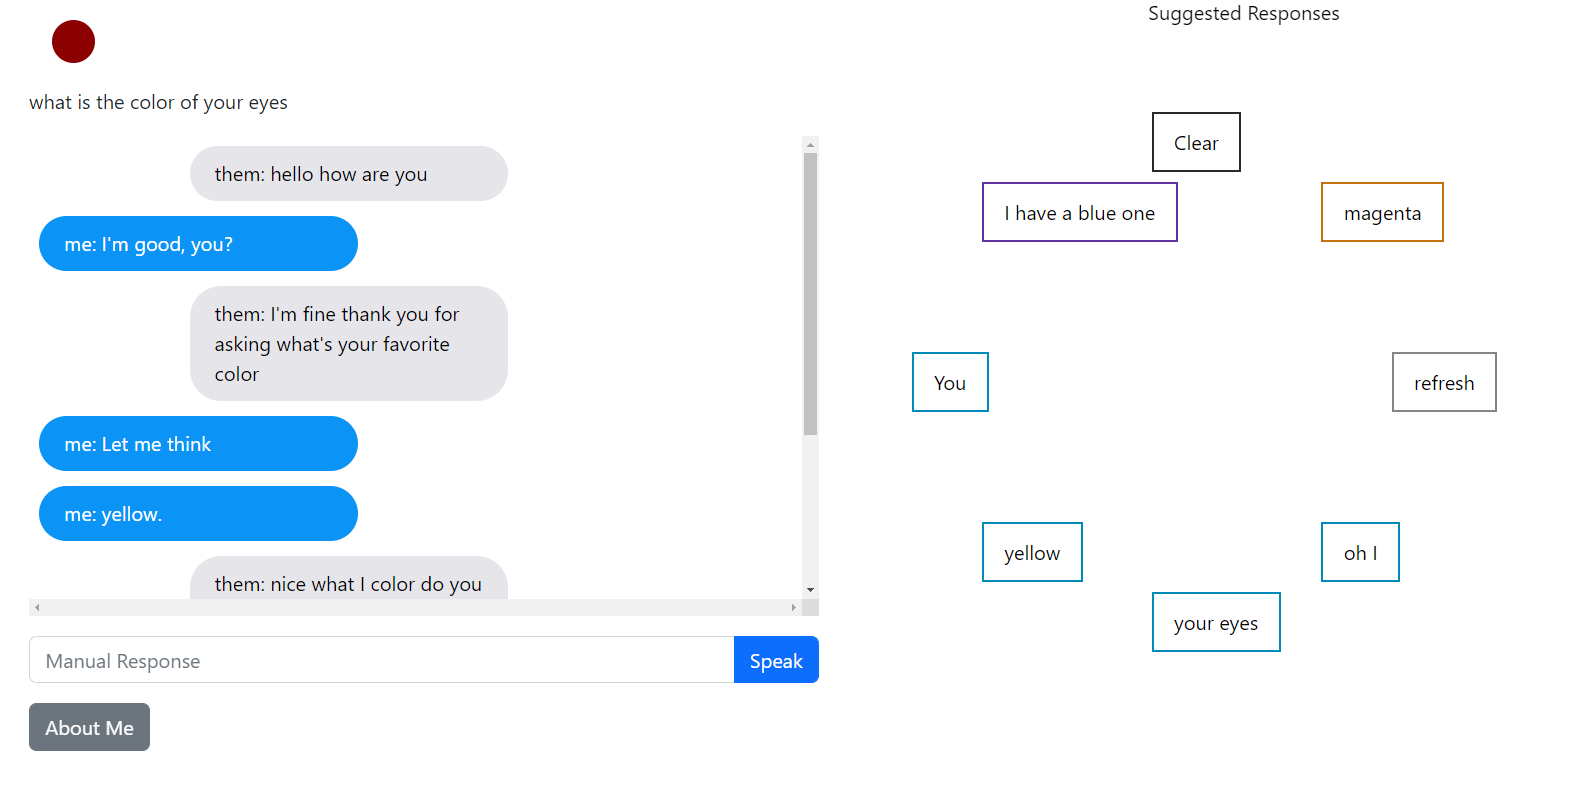 what is the color of your eyes
them: hello how are you
me: I'm good, you?
them: I'm fine thank you for
asking what's your favorite
color
me: Let me think
me: yellow.
them: nice what I color do you
Manual Response
Speak
About Me
Suggested Responses
Clear
I have a blue one
magenta
You
refresh
yellow
oh I
your eyes